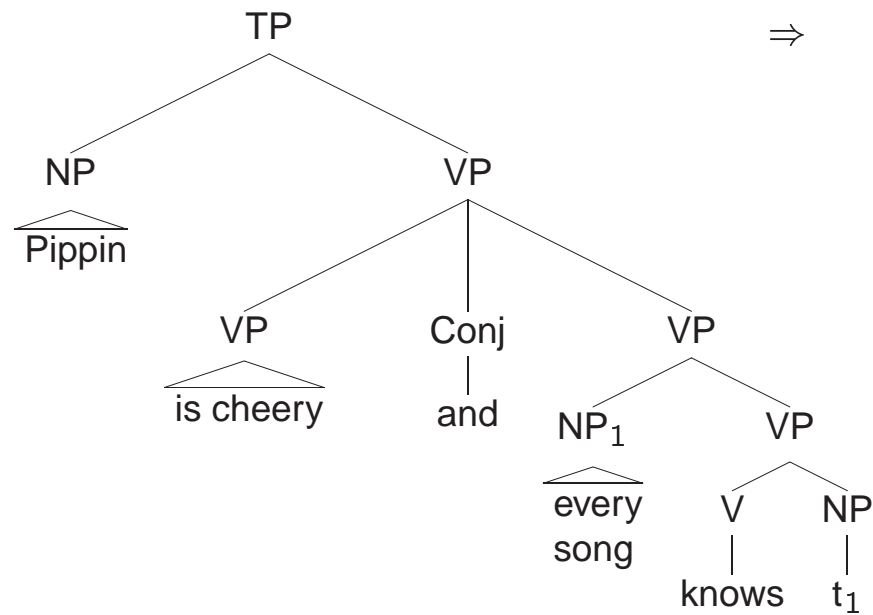 TP ⇒
NP VP
Pippin
VP Conj VP
is cheery and
NP₁ VP
every
song
V NP
knows t₁